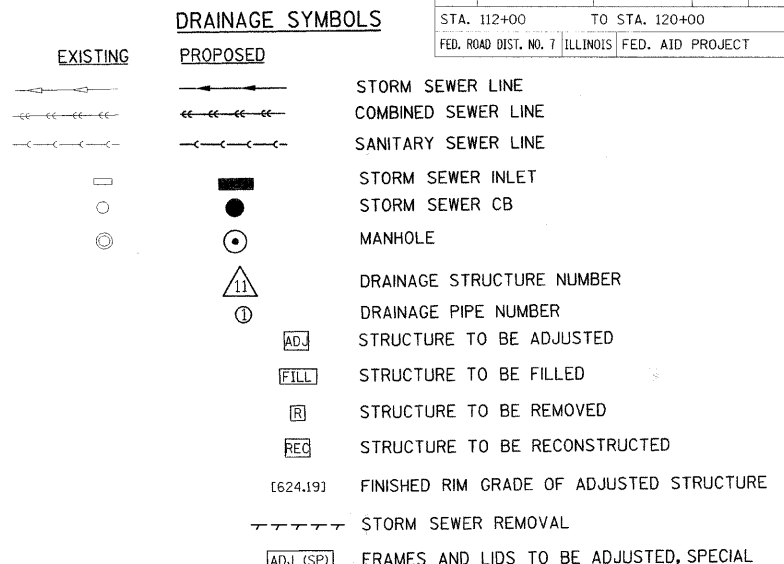 DRAINAGE SYMBOLS
STA. 112+00 TO STA. 120+00
FED. ROAD DIST. NO. 7 ILLINOIS FED. AID PROJECT
EXISTING PROPOSED
STORM SEWER LINE
COMBINED SEWER LINE
SANITARY SEWER LINE
STORM SEWER INLET
STORM SEWER CB
MANHOLE
11 DRAINAGE STRUCTURE NUMBER
1 DRAINAGE PIPE NUMBER
ADJ STRUCTURE TO BE ADJUSTED
FILL STRUCTURE TO BE FILLED
R STRUCTURE TO BE REMOVED
REC STRUCTURE TO BE RECONSTRUCTED
[624.19] FINISHED RIM GRADE OF ADJUSTED STRUCTURE
STORM SEWER REMOVAL
ADJ (SP) FRAMES AND LIDS TO BE ADJUSTED, SPECIAL